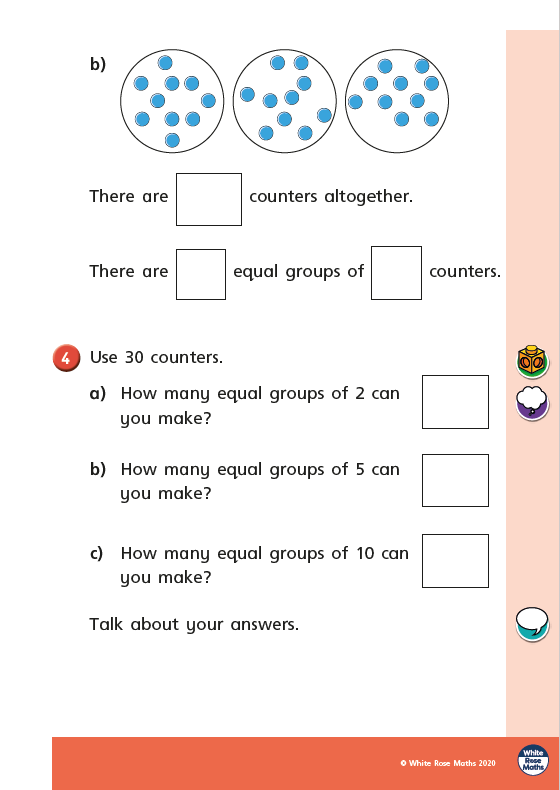 b)
There are counters altogether.
There are equal groups of counters.
4 Use 30 counters.
a) How many equal groups of 2 can
you make?
b) How many equal groups of 5 can
you make?
c) How many equal groups of 10 can
you make?
Talk about your answers.
© White Rose Maths 2020
White
Rose
Maths